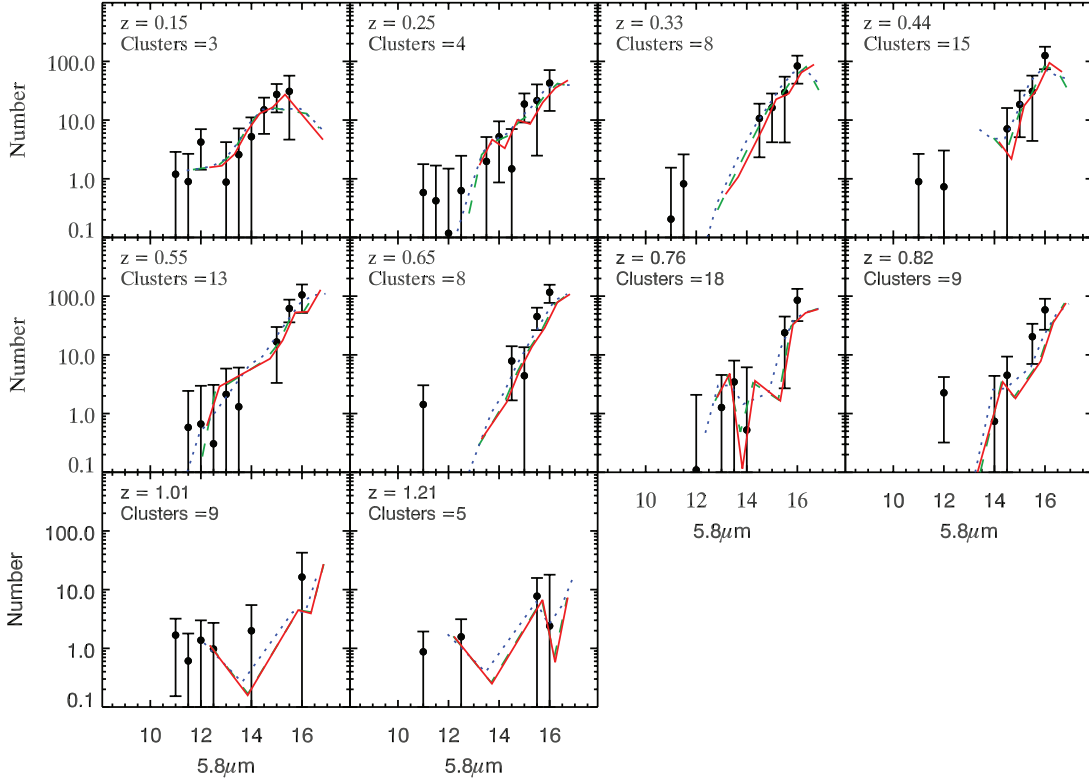 z = 0.15
Clusters =3
z = 0.25
Clusters =4
z = 0.33
Clusters =8
z = 0.44
Clusters =15
Number
100.0
10.0
1.0
0.1
z = 0.55
Clusters =13
z = 0.65
Clusters =8
z = 0.76
Clusters =18
z = 0.82
Clusters =9
Number
100.0
10.0
1.0
0.1
z = 1.01
Clusters =9
z = 1.21
Clusters =5
10 12 14 16
5.8μm
10 12 14 16
5.8μm
Number
100.0
10.0
1.0
0.1
10 12 14 16
5.8μm
10 12 14 16
5.8μm